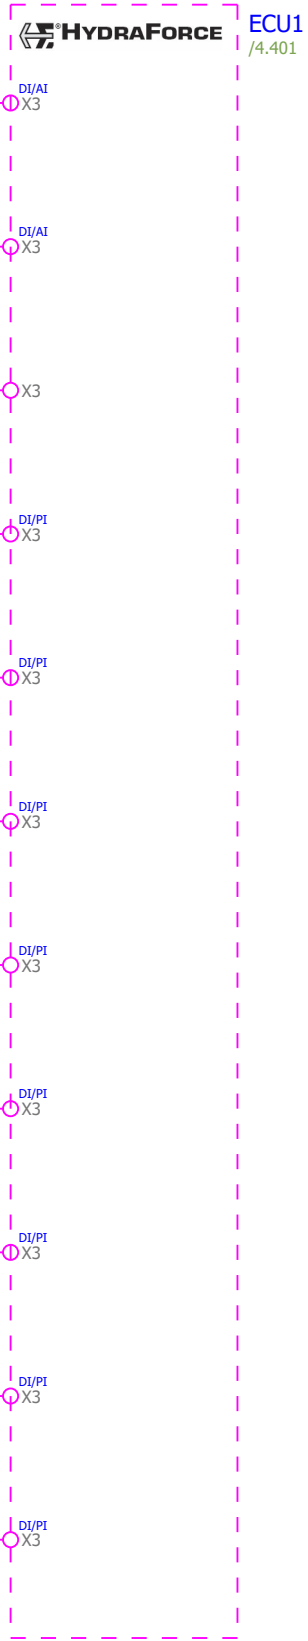 HYDRAFORCE
ECU1
/4.401
DI/AI
X3
DI/AI
X3
X3
DI/PI
X3
DI/PI
X3
DI/PI
X3
DI/PI
X3
DI/PI
X3
DI/PI
X3
DI/PI
X3
DI/PI
X3